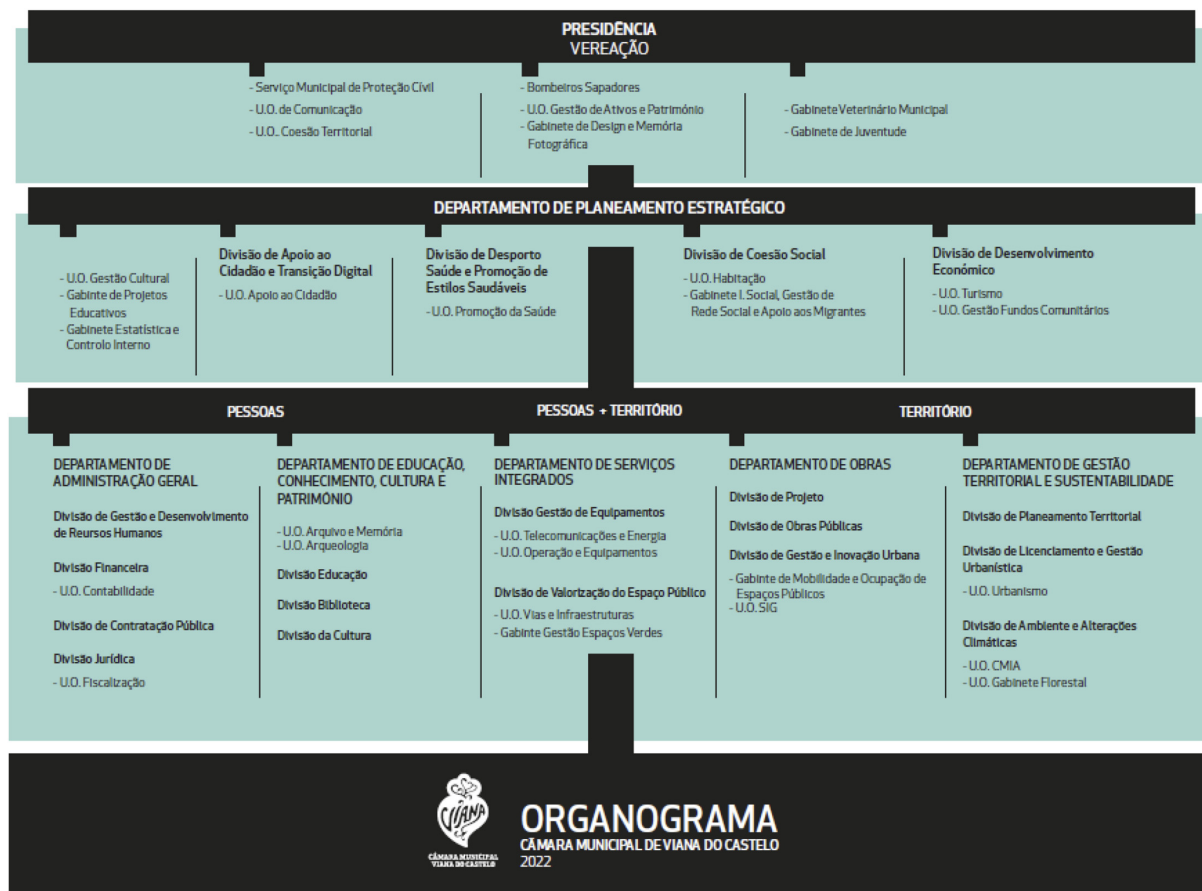 PRESIDÊNCIA
VEREAÇÃO
- Serviço Municipal de Proteção Cívil
- U.O. de Comunicação
- U.O.. Coesão Territorial
- Bombeiros Sapadores
- U.O. Gestão de Ativos e Património
- Gabinete de Design e Memória
Fotográfica
- Gabinete Veterinário Municipal
- Gabinete de Juventude
DEPARTAMENTO DE PLANEAMENTO ESTRATÉGICO
- U.O. Gestão Cultural
- Gabinte de Projetos
Educativos
- Gabinete Estatística e
Controlo Interno
Divisão de Apoio ao
Cidadão e Transição Digital
- U.O. Apoio ao Cidadão
Divisão de Desporto
Saúde e Promoção de
Estilos Saudáveis
- U.O. Promoção da Saúde
Divisão de Coesão Social
- U.O. Habitação
- Gabinete I. Social, Gestão de
Rede Social e Apoio aos Migrantes
Divisão de Desenvolvimento
Económico
- U.O. Turismo
- U.O. Gestão Fundos Comunitários
PESSOAS
PESSOAS + TERRITÓRIO
TERRITÓRIO
DEPARTAMENTO DE
ADMINISTRAÇÃO GERAL
Divisão de Gestão e Desenvolvimento
de Reursos Humanos
Divisão Financeira
- U.O. Contabilidade
Divisão de Contratação Pública
Divisão Jurídica
- U.O. Fiscalização
DEPARTAMENTO DE EDUCAÇÃO,
CONHECIMENTO, CULTURA E
PATRIMÓNIO
- U.O. Arquivo e Memória
- U.O. Arqueologia
Divisão Educação
Divisão Biblioteca
Divisão da Cultura
DEPARTAMENTO DE SERVIÇOS
INTEGRADOS
Divisão Gestão de Equipamentos
- U.O. Telecomunicações e Energia
- U.O. Operação e Equipamentos
Divisão de Valorização do Espaço Público
- U.O. Vias e Infraestruturas
- Gabinte Gestão Espaços Verdes
DEPARTAMENTO DE OBRAS
Divisão de Projeto
Divisão de Obras Públicas
Divisão de Gestão e Inovação Urbana
- Gabinte de Mobilidade e Ocupação de
Espaços Públicos
- U.O. SIG
DEPARTAMENTO DE GESTÃO
TERRITORIAL E SUSTENTABILIDADE
Divisão de Planeamento Territorial
Divisão de Licenciamento e Gestão
Urbanística
- U.O. Urbanismo
Divisão de Ambiente e Alterações
Climáticas
- U.O. CMIA
- U.O. Gabinete Florestal
VIANA
CÂMARA MUNICIPAL
VIANA DO CASTELO
ORGANOGRAMA
CÂMARA MUNICIPAL DE VIANA DO CASTELO
2022